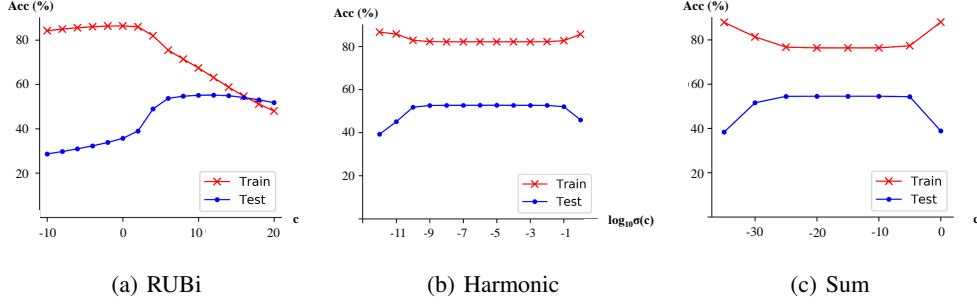 Acc (%)
80
60
40
20
Train
Test
c
-10
0
10
20
(a) RUBi
Acc (%)
80
60
40
20
Train
Test
-11
-9
-7
-5
-3
-1
log₁₀σ(c)
(b) Harmonic
Acc (%)
80
60
40
20
Train
Test
-30
-20
-10
0
(c) Sum